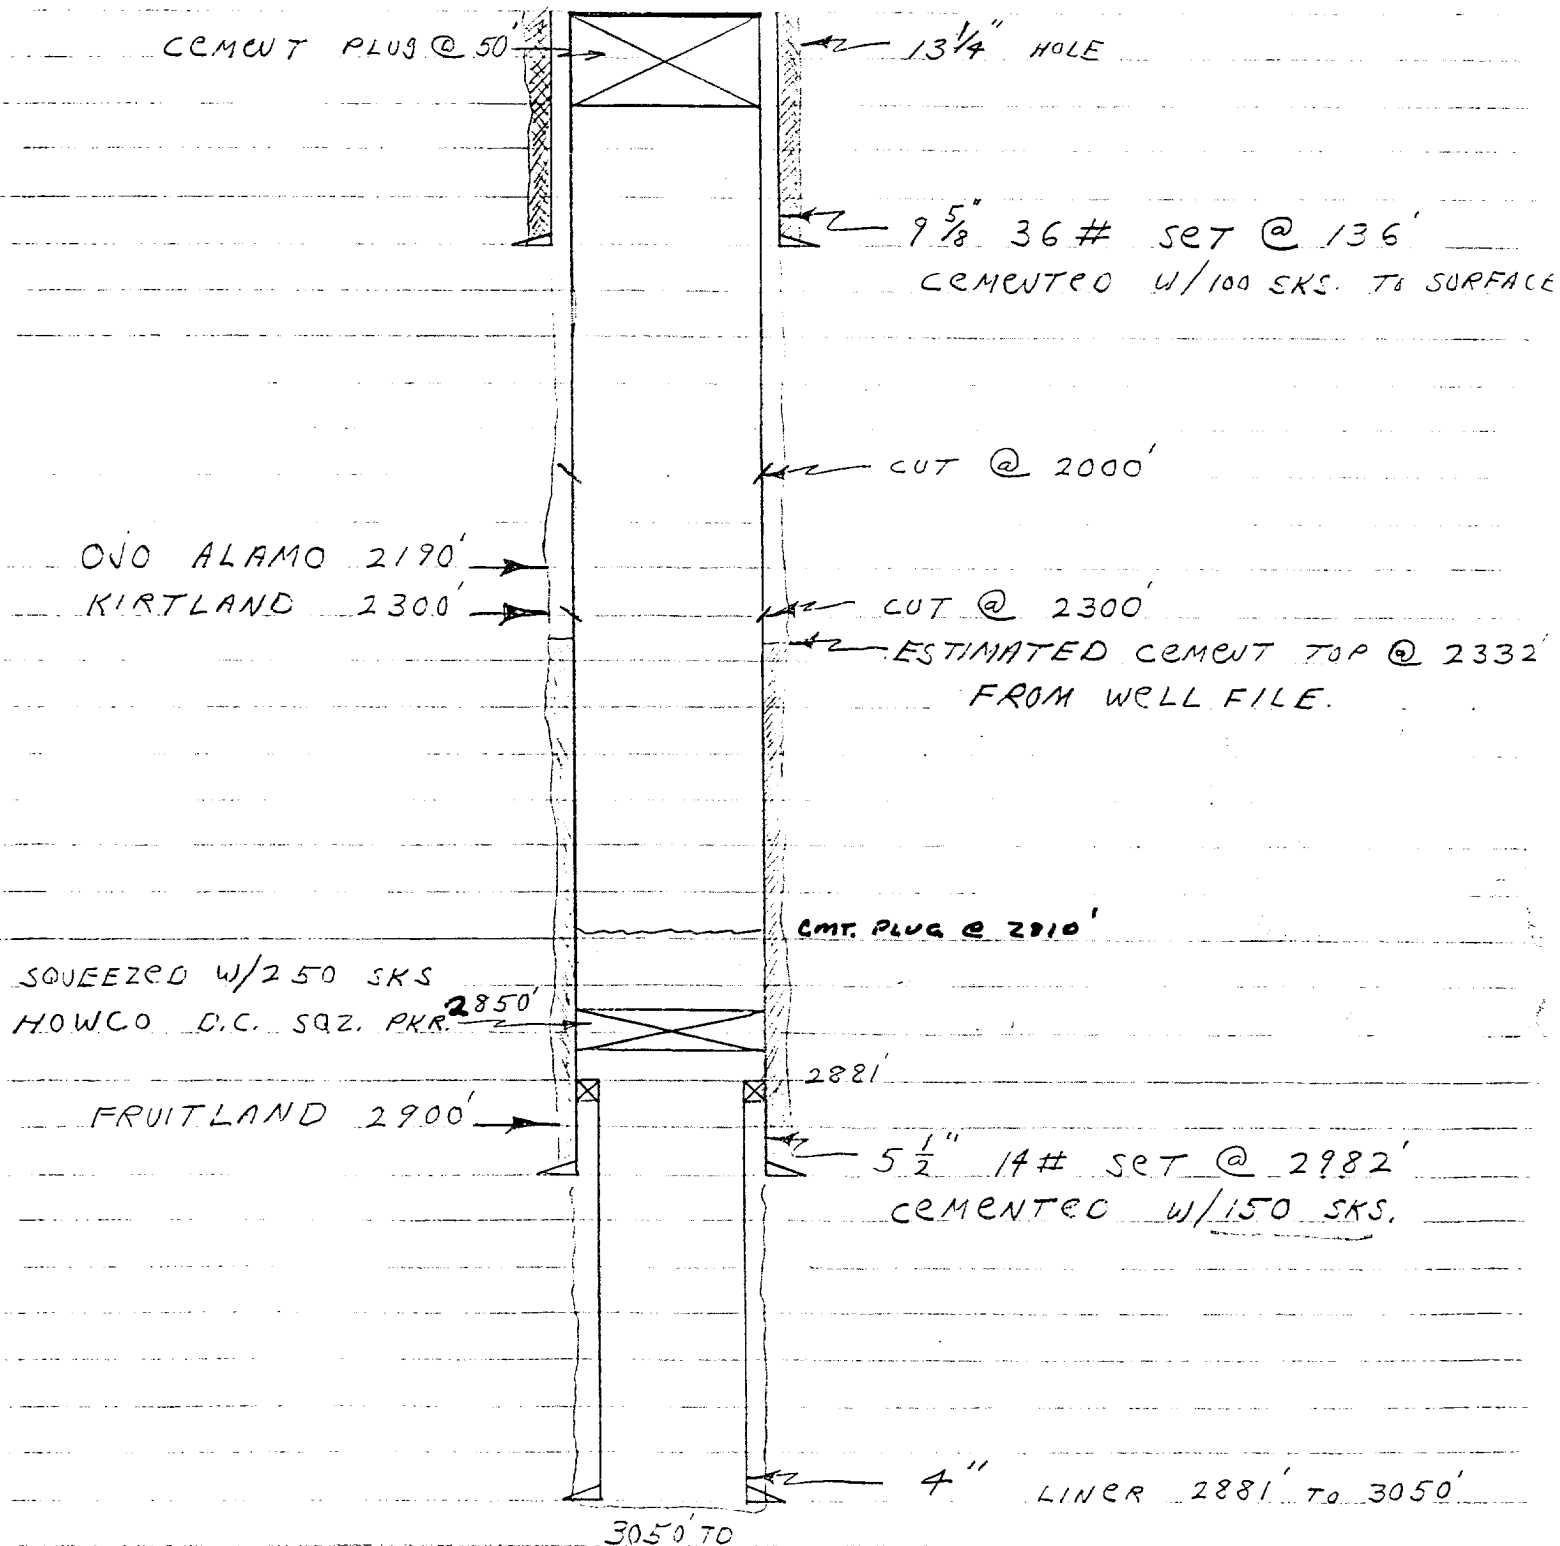 CEMENT PLUG @ 50'
13 1/4" HOLE
9 5/8" 36 # SET @ 136'
CEMENTED W/100 SKS. TO SURFACE
CUT @ 2000'
OJO ALAMO 2190'
KIRTLAND 2300'
CUT @ 2300'
ESTIMATED CEMENT TOP @ 2332'
FROM WELL FILE.
CMT. PLUG @ 2810'
SQUEEZED W/250 SKS
HOWCO D.C. SQZ. PKR. 2850'
2881'
FRUITLAND 2900'
5 1/2" 14# SET @ 2982'
CEMENTED W/150 SKS.
4" LINER 2881' TO 3050'
3050' TD